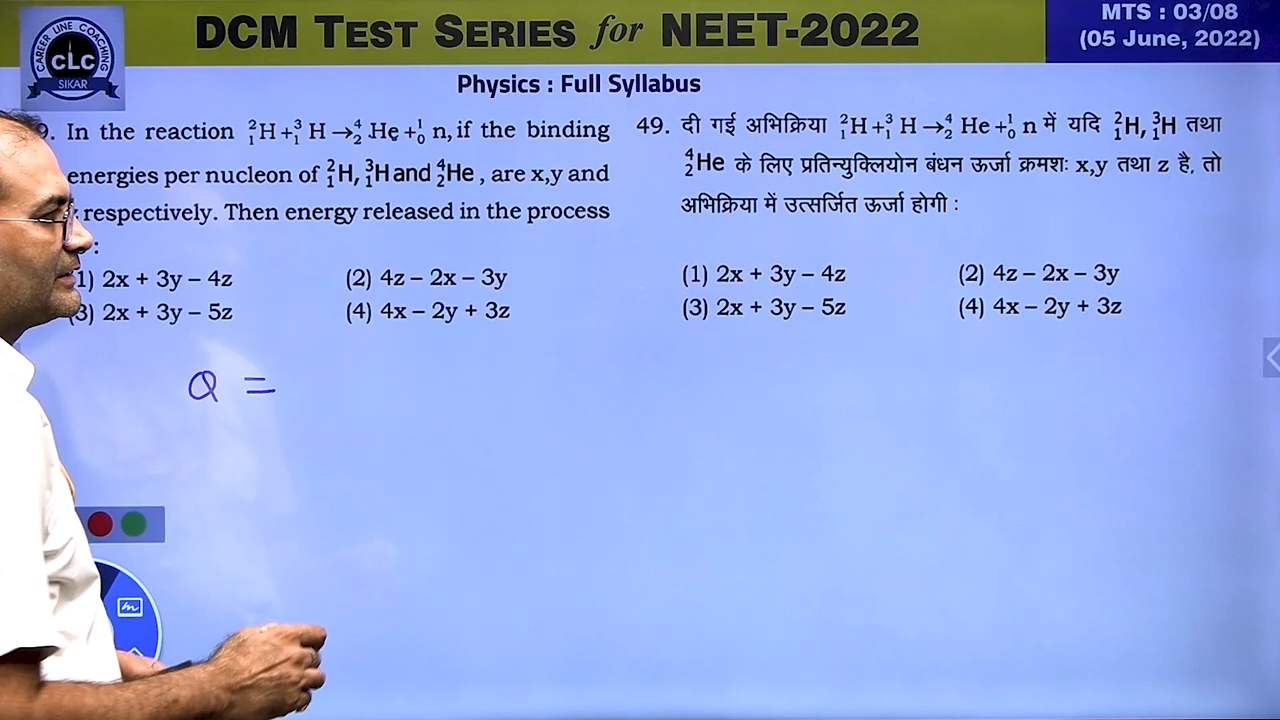 DCM TEST SERIES for NEET-2022
MTS : 03/08
(05 June, 2022)
CAREER LINE COACHING
CLC
SIKAR
Physics : Full Syllabus
9. In the reaction ²₁H+³₁H→⁴₂He+¹₀n, if the binding
energies per nucleon of ²₁H, ³₁H and ⁴₂He , are x,y and
respectively. Then energy released in the process
:
1) 2x + 3y – 4z (2) 4z – 2x – 3y
(3) 2x + 3y – 5z (4) 4x – 2y + 3z
49. दी गई अभिक्रिया ²₁H+³₁H→⁴₂He+¹₀n में यदि ²₁H, ³₁H तथा
⁴₂He के लिए प्रतिन्युक्लियोन बंधन ऊर्जा क्रमशः x,y तथा z है, तो
अभिक्रिया में उत्सर्जित ऊर्जा होगी :
(1) 2x + 3y – 4z (2) 4z – 2x – 3y
(3) 2x + 3y – 5z (4) 4x – 2y + 3z
Q =